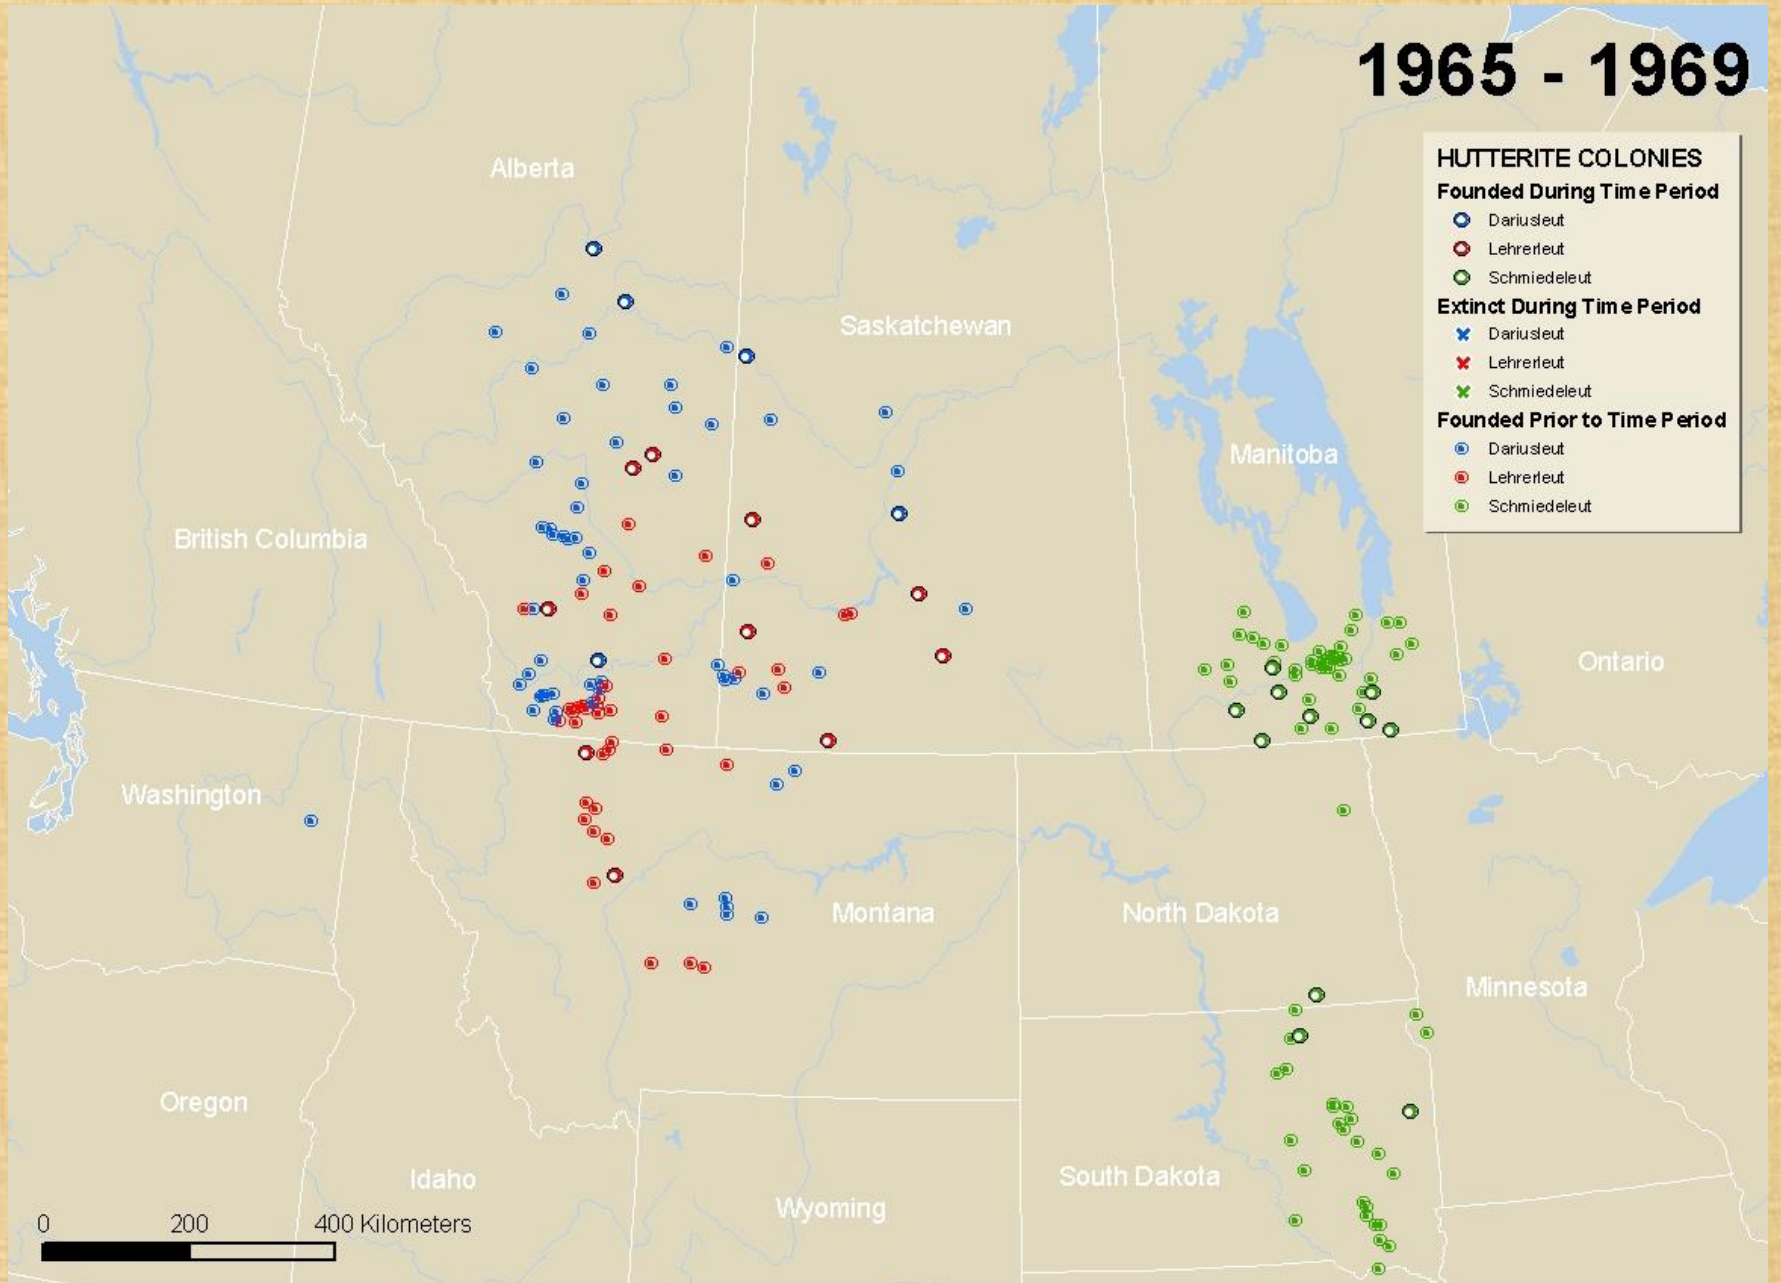 1965 - 1969
HUTTERITE COLONIES
Founded During Time Period
Dariusleut
Lehrerleut
Schmiedeleut
Extinct During Time Period
Dariusleut
Lehrerleut
Schmiedeleut
Founded Prior to Time Period
Dariusleut
Lehrerleut
Schmiedeleut
Alberta
Saskatchewan
Manitoba
British Columbia
Ontario
Washington
Montana
North Dakota
Minnesota
Oregon
Idaho
South Dakota
Wyoming
0 200 400 Kilometers